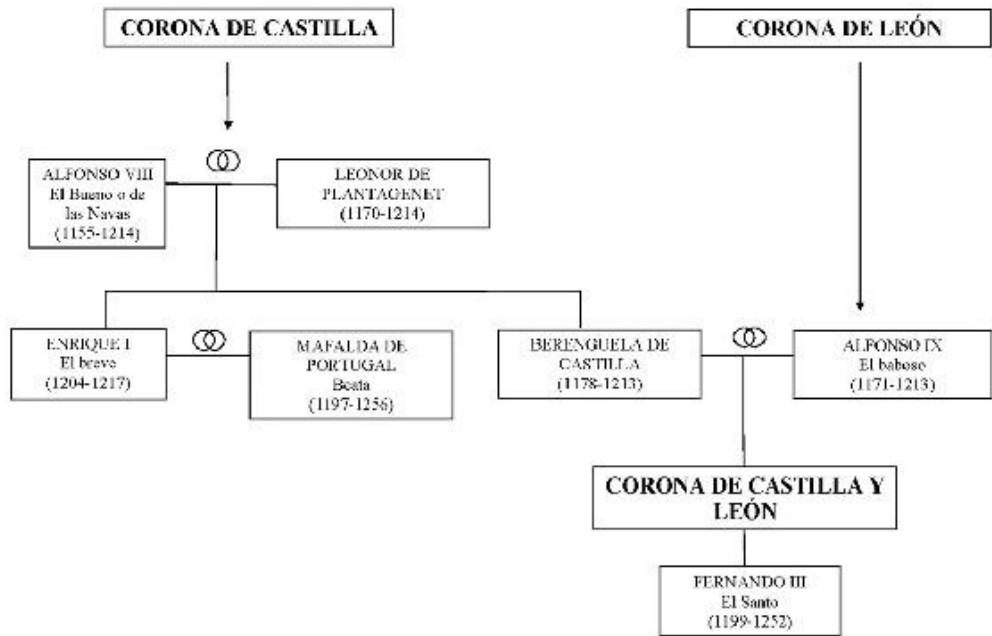 CORONA DE CASTILLA
CORONA DE LEÓN
ALFONSO VIII
El Bueno o de
las Navas
(1155-1214)
LEONOR DE
PLANTAGENET
(1170-1214)
ENRIQUE I
El breve
(1204-1217)
MAFALDA DE
PORTUGAL
Beata
(1197-1256)
BERENGUELA DE
CASTILLA
(1178-1213)
ALFONSO IX
El baboso
(1171-1213)
CORONA DE CASTILLA Y
LEÓN
FERNANDO III
El Santo
(1199-1252)